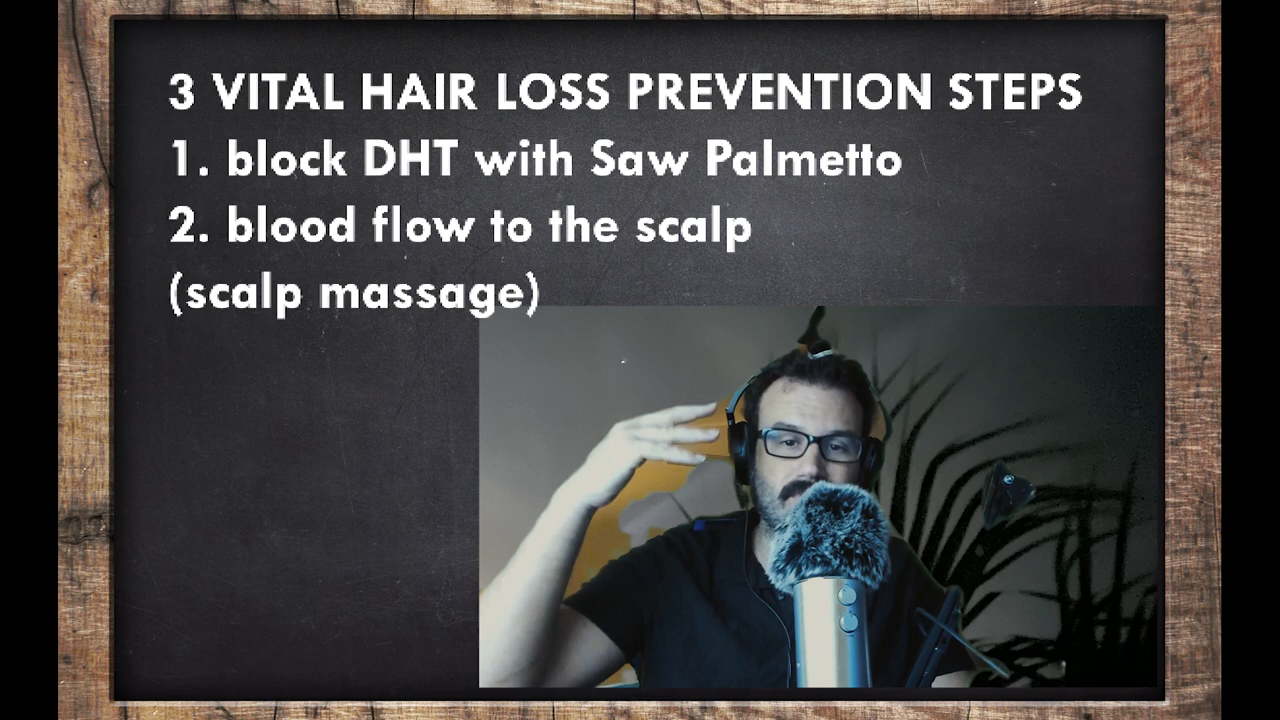 3 VITAL HAIR LOSS PREVENTION STEPS
1. block DHT with Saw Palmetto
2. blood flow to the scalp
(scalp massage)